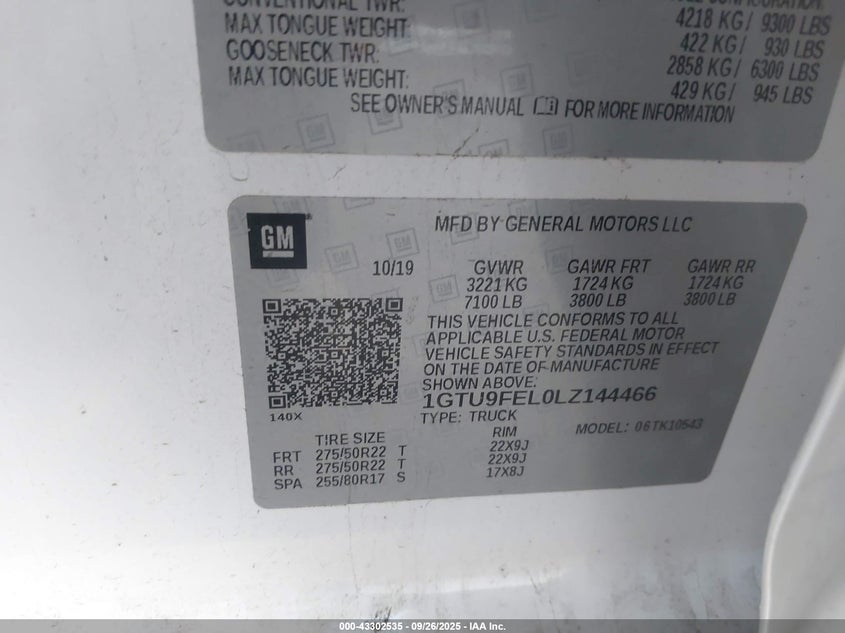 CONVENTIONAL TWR: 4218 KG/ 9300 LBS
MAX TONGUE WEIGHT: 422 KG/ 930 LBS
GOOSENECK TWR: 2858 KG/ 6300 LBS
MAX TONGUE WEIGHT: 429 KG/ 945 LBS
SEE OWNER'S MANUAL FOR MORE INFORMATION
GM
MFD BY GENERAL MOTORS LLC
10/19 GVWR GAWR FRT GAWR RR
3221 KG 1724 KG 1724 KG
7100 LB 3800 LB 3800 LB
THIS VEHICLE CONFORMS TO ALL
APPLICABLE U.S. FEDERAL MOTOR
VEHICLE SAFETY STANDARDS IN EFFECT
ON THE DATE OF MANUFACTURE
SHOWN ABOVE.
1GTU9FEL0LZ144466
140X
TYPE: TRUCK MODEL: 06TK10543
TIRE SIZE RIM
FRT 275/50R22 T 22X9J
RR 275/50R22 T 22X9J
SPA 255/80R17 S 17X8J
000-43302535 - 09/26/2025 - IAA Inc.